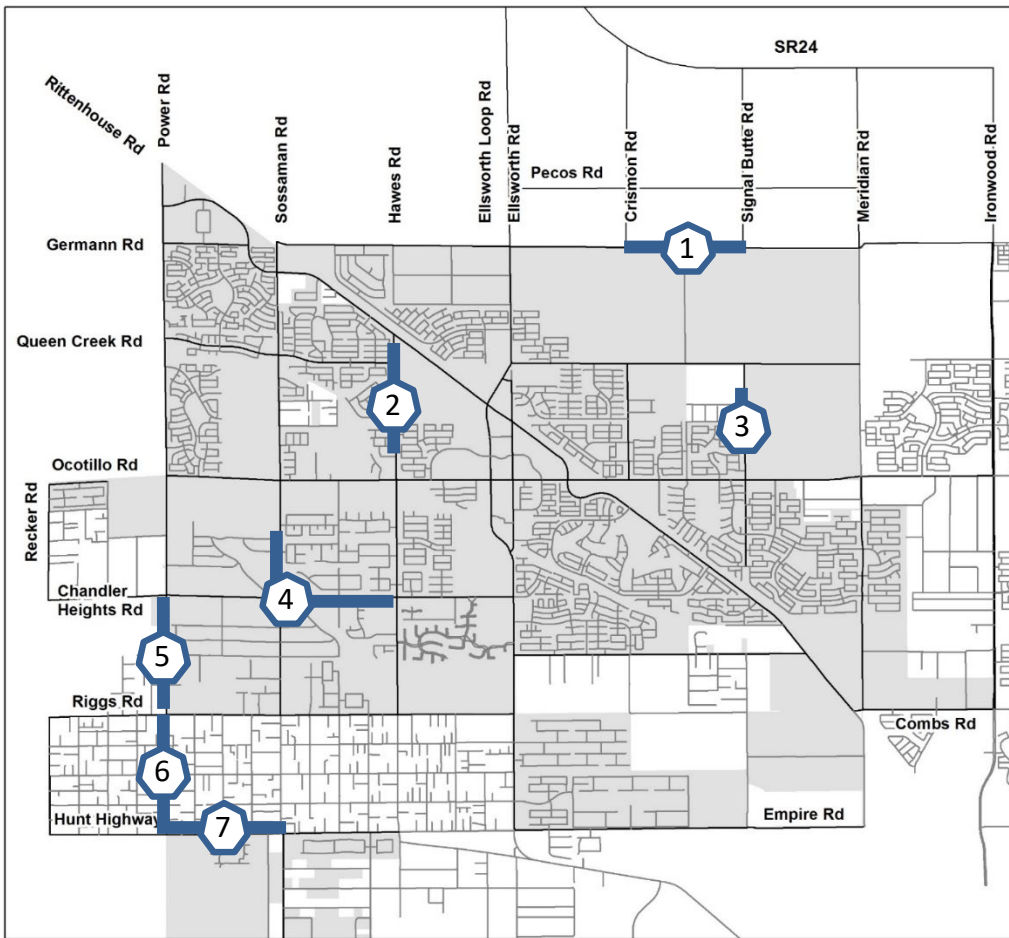 SR24
Rittenhouse Rd
Power Rd
Sossaman Rd
Hawes Rd
Ellsworth Loop Rd
Ellsworth Rd
Crismon Rd
Signal Butte Rd
Meridian Rd
Ironwood Rd
Pecos Rd
Germann Rd
1
Queen Creek Rd
2
3
Ocotillo Rd
Recker Rd
Chandler
Heights Rd
4
5
Riggs Rd
Combs Rd
6
Hunt Highway
7
Empire Rd